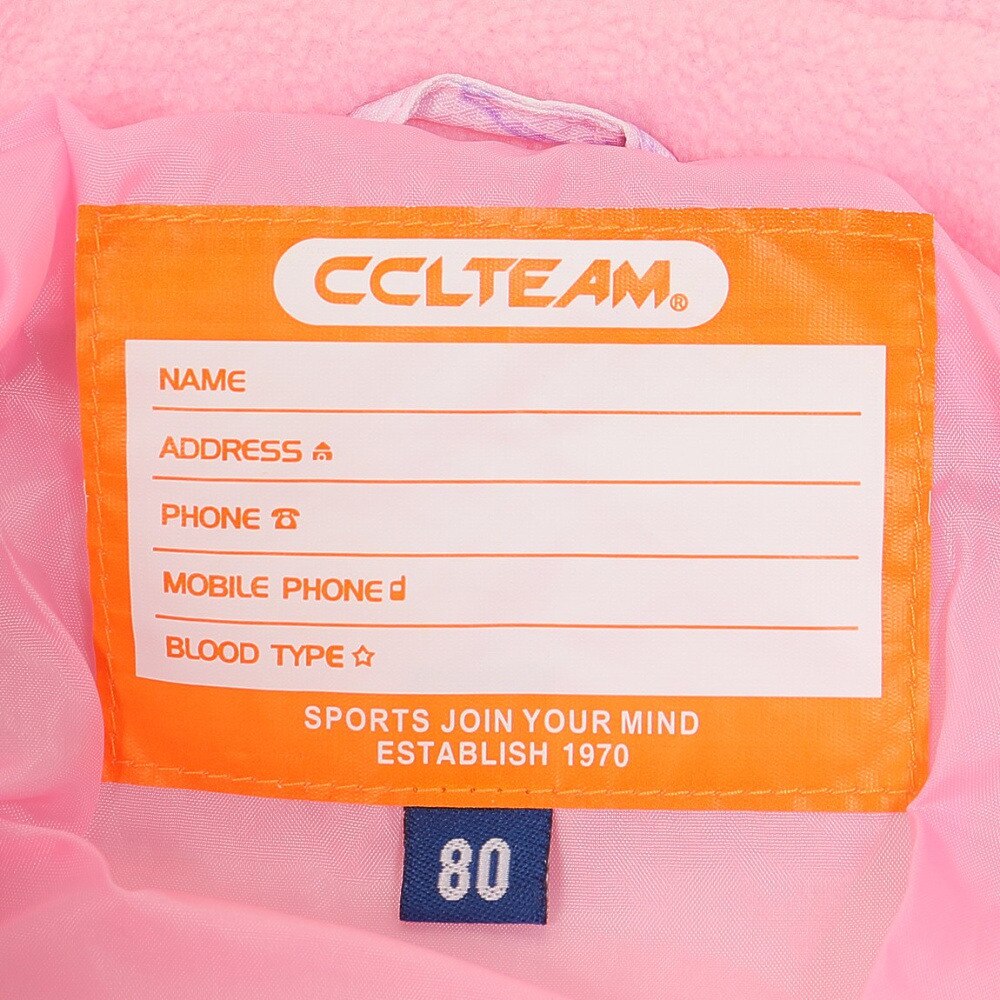 CCLTEAM®
NAME
ADDRESS
PHONE
MOBILE PHONE
BLOOD TYPE
SPORTS JOIN YOUR MIND
ESTABLISH 1970
80